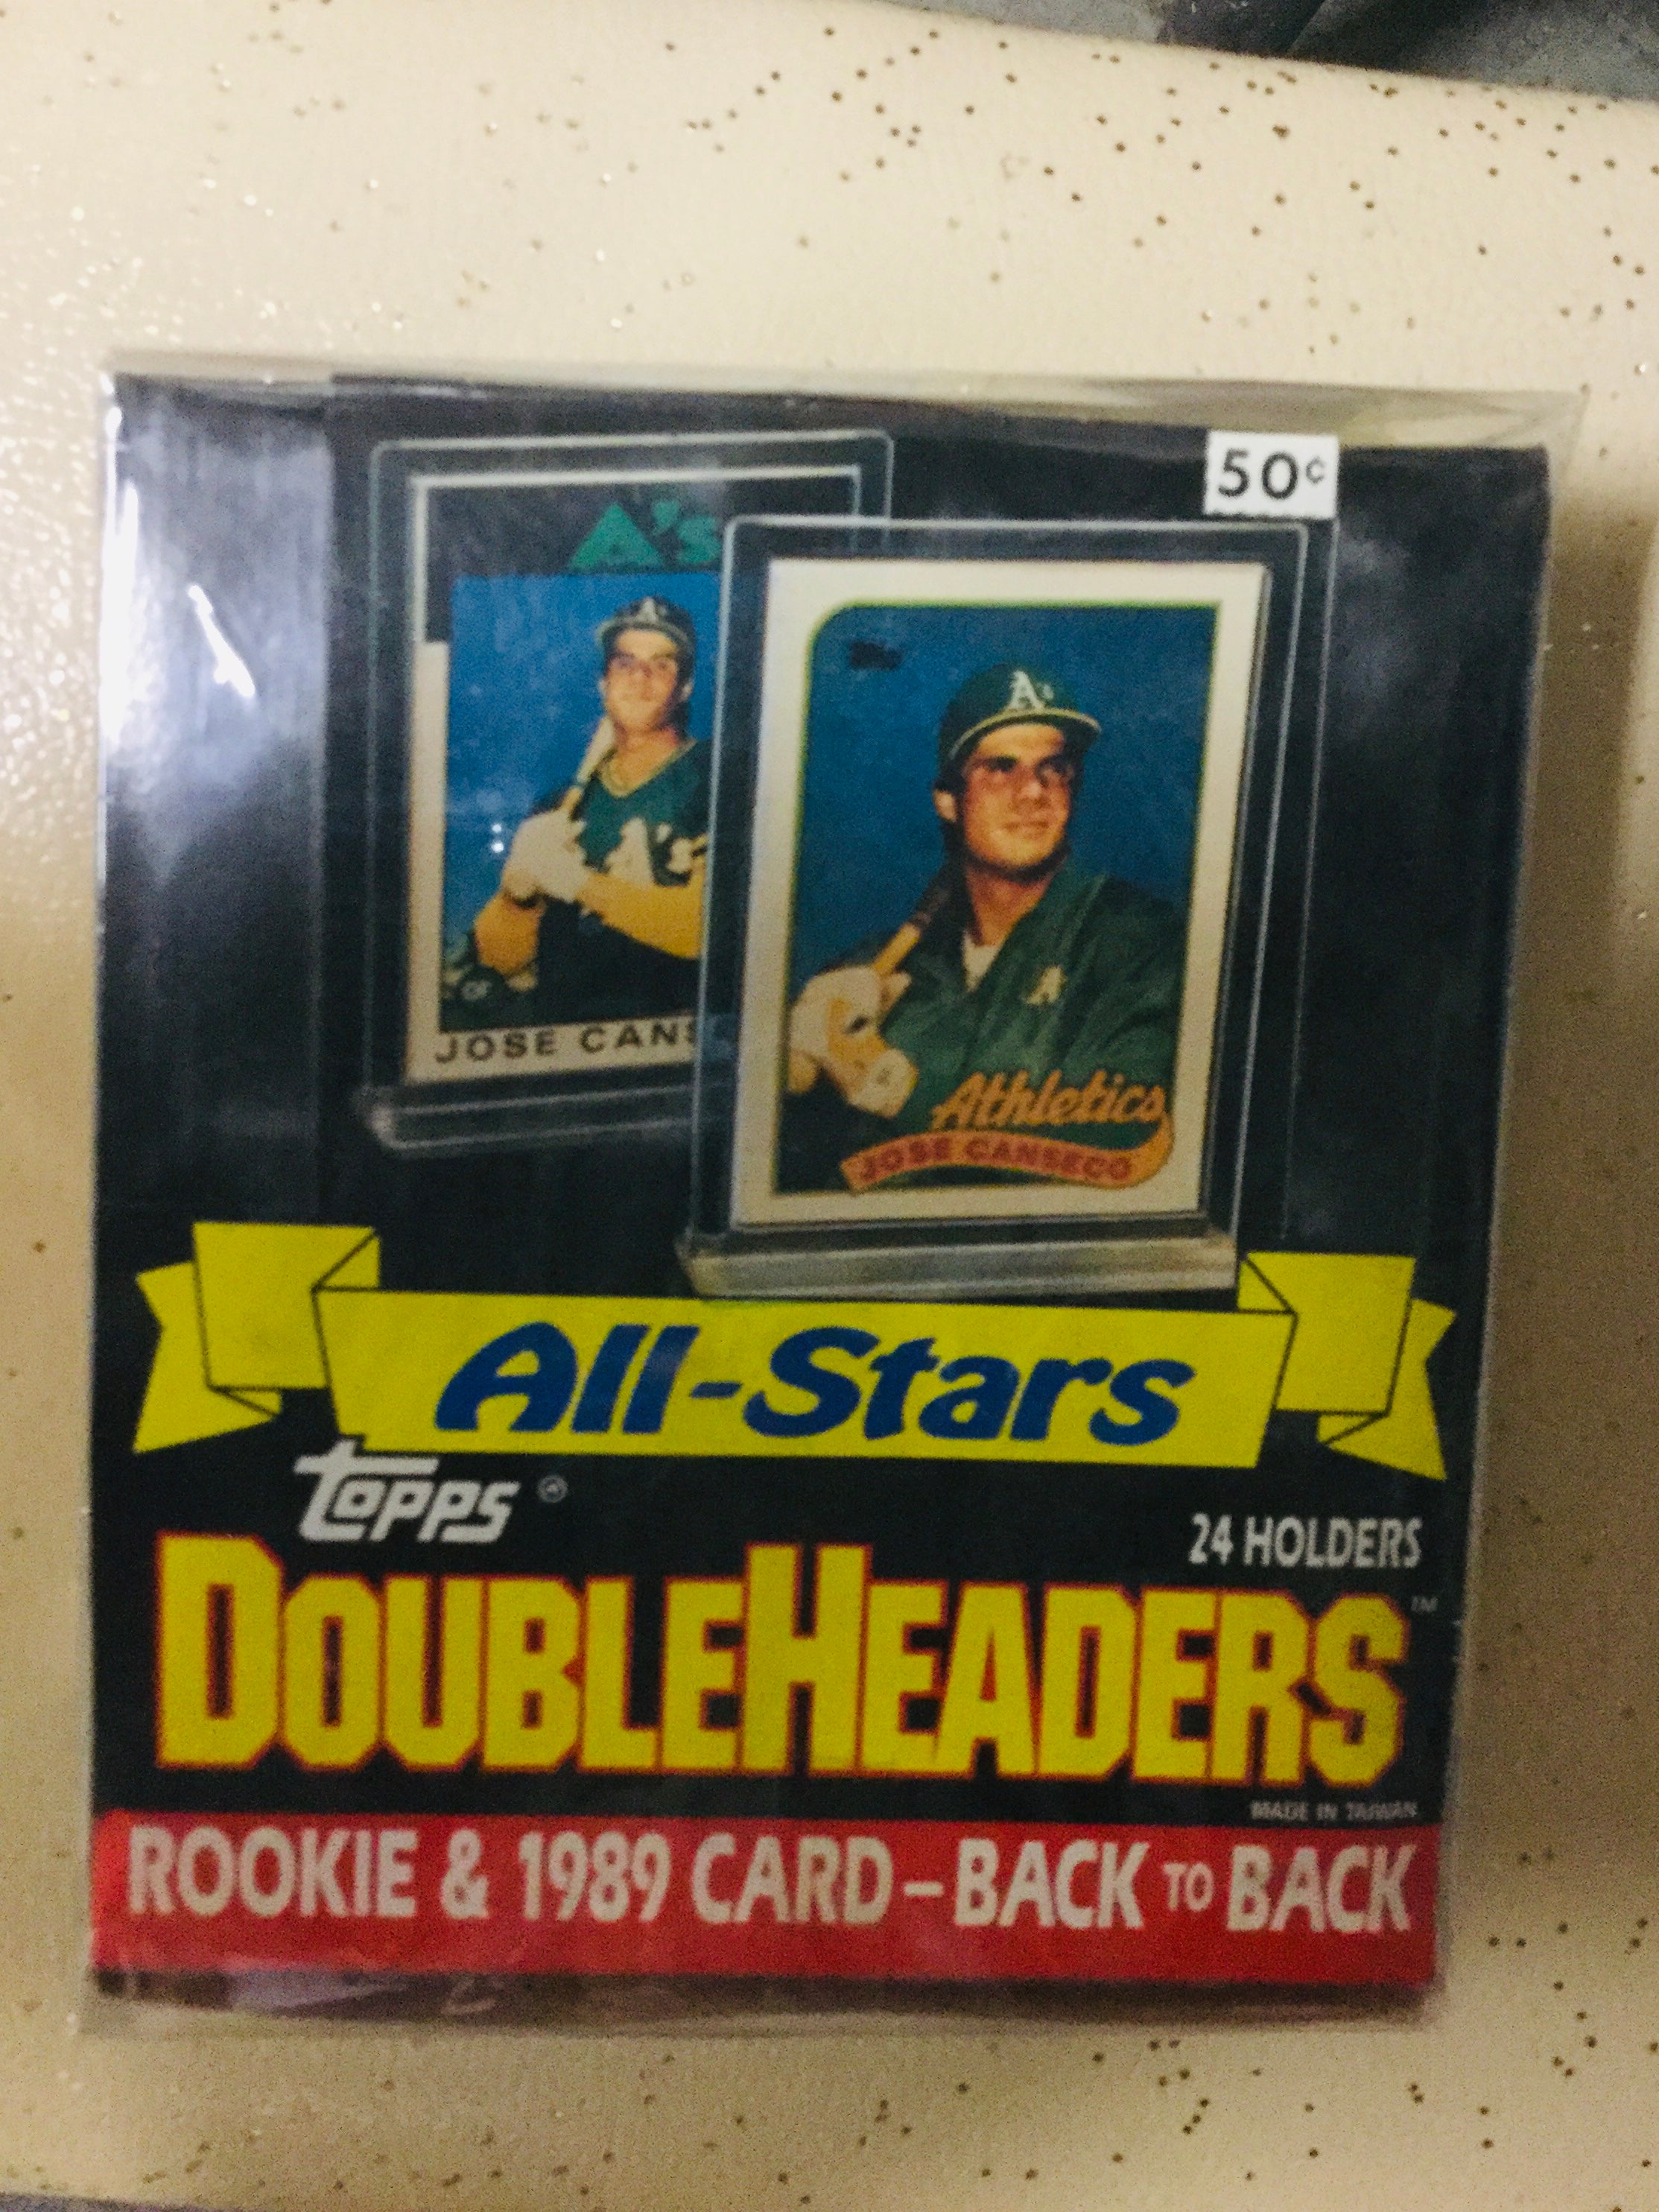 50¢
A's
A's
A's
JOSE CANS
A's
A
Athletics
JOSE CANSECO
All-Stars
TOPPS ®
24 HOLDERS
DOUBLEHEADERS™
MADE IN TAIWAN
ROOKIE & 1989 CARD – BACK TO BACK